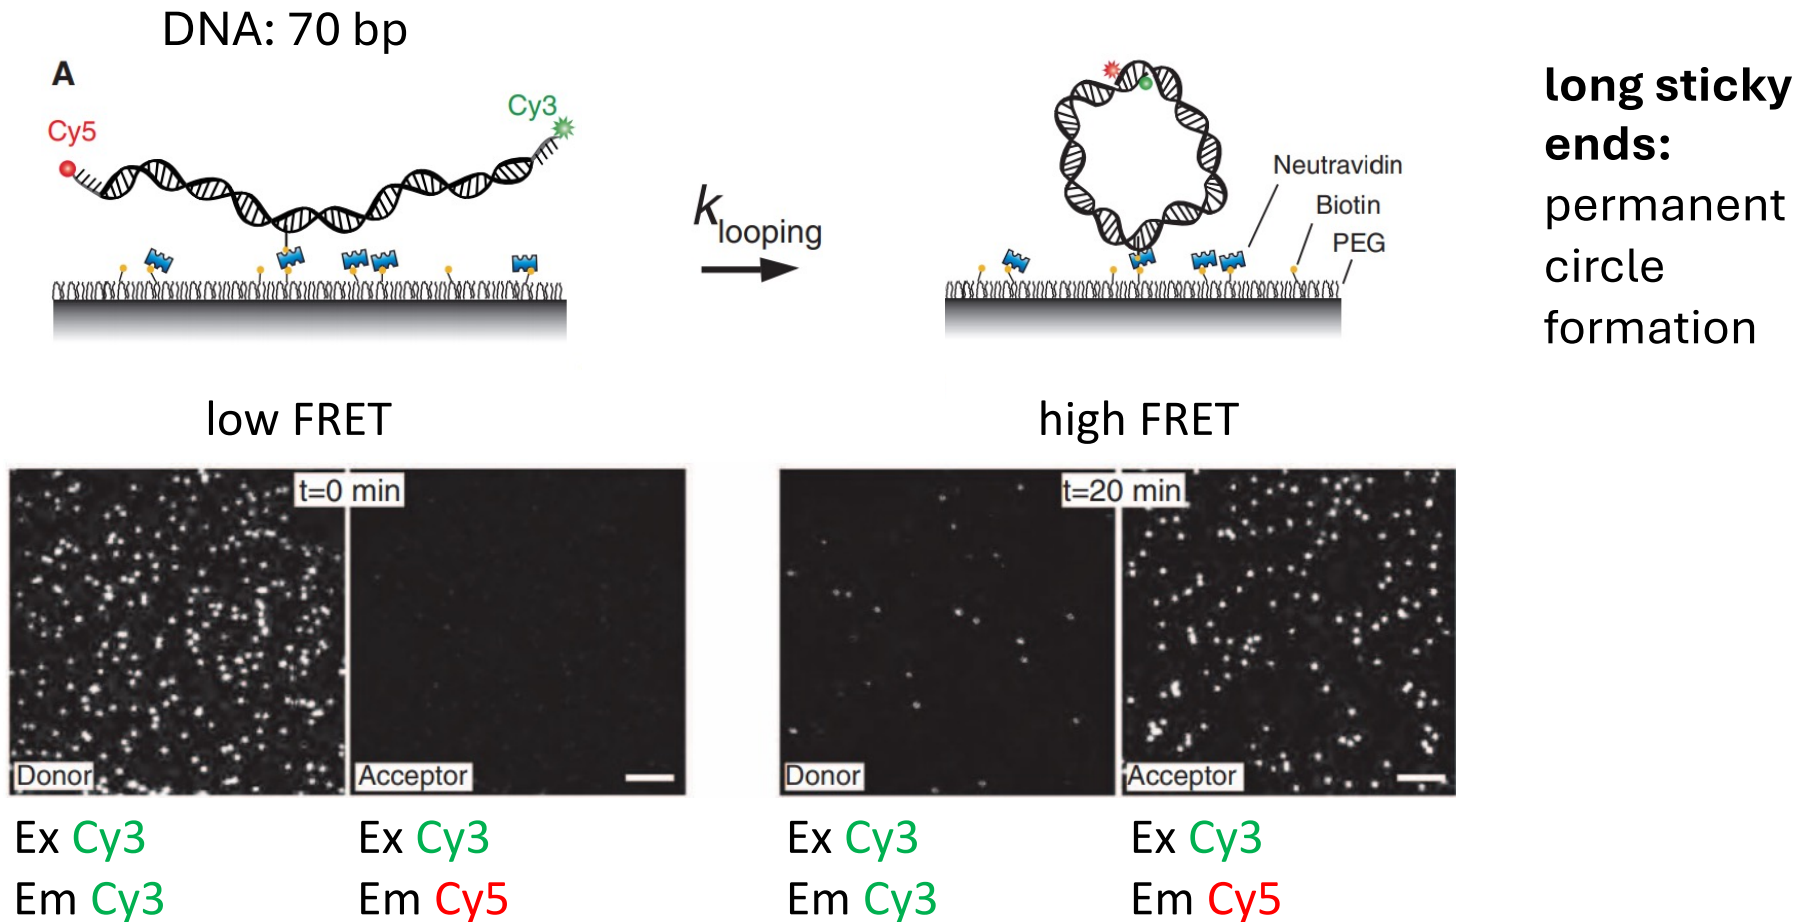 DNA: 70 bp
A
Cy5
Cy3
k looping
Neutravidin
Biotin
PEG
long sticky
ends:
permanent
circle
formation
low FRET
high FRET
t=0 min
t=20 min
Donor
Acceptor
Donor
Acceptor
Ex Cy3
Em Cy3
Ex Cy3
Em Cy5
Ex Cy3
Em Cy3
Ex Cy3
Em Cy5